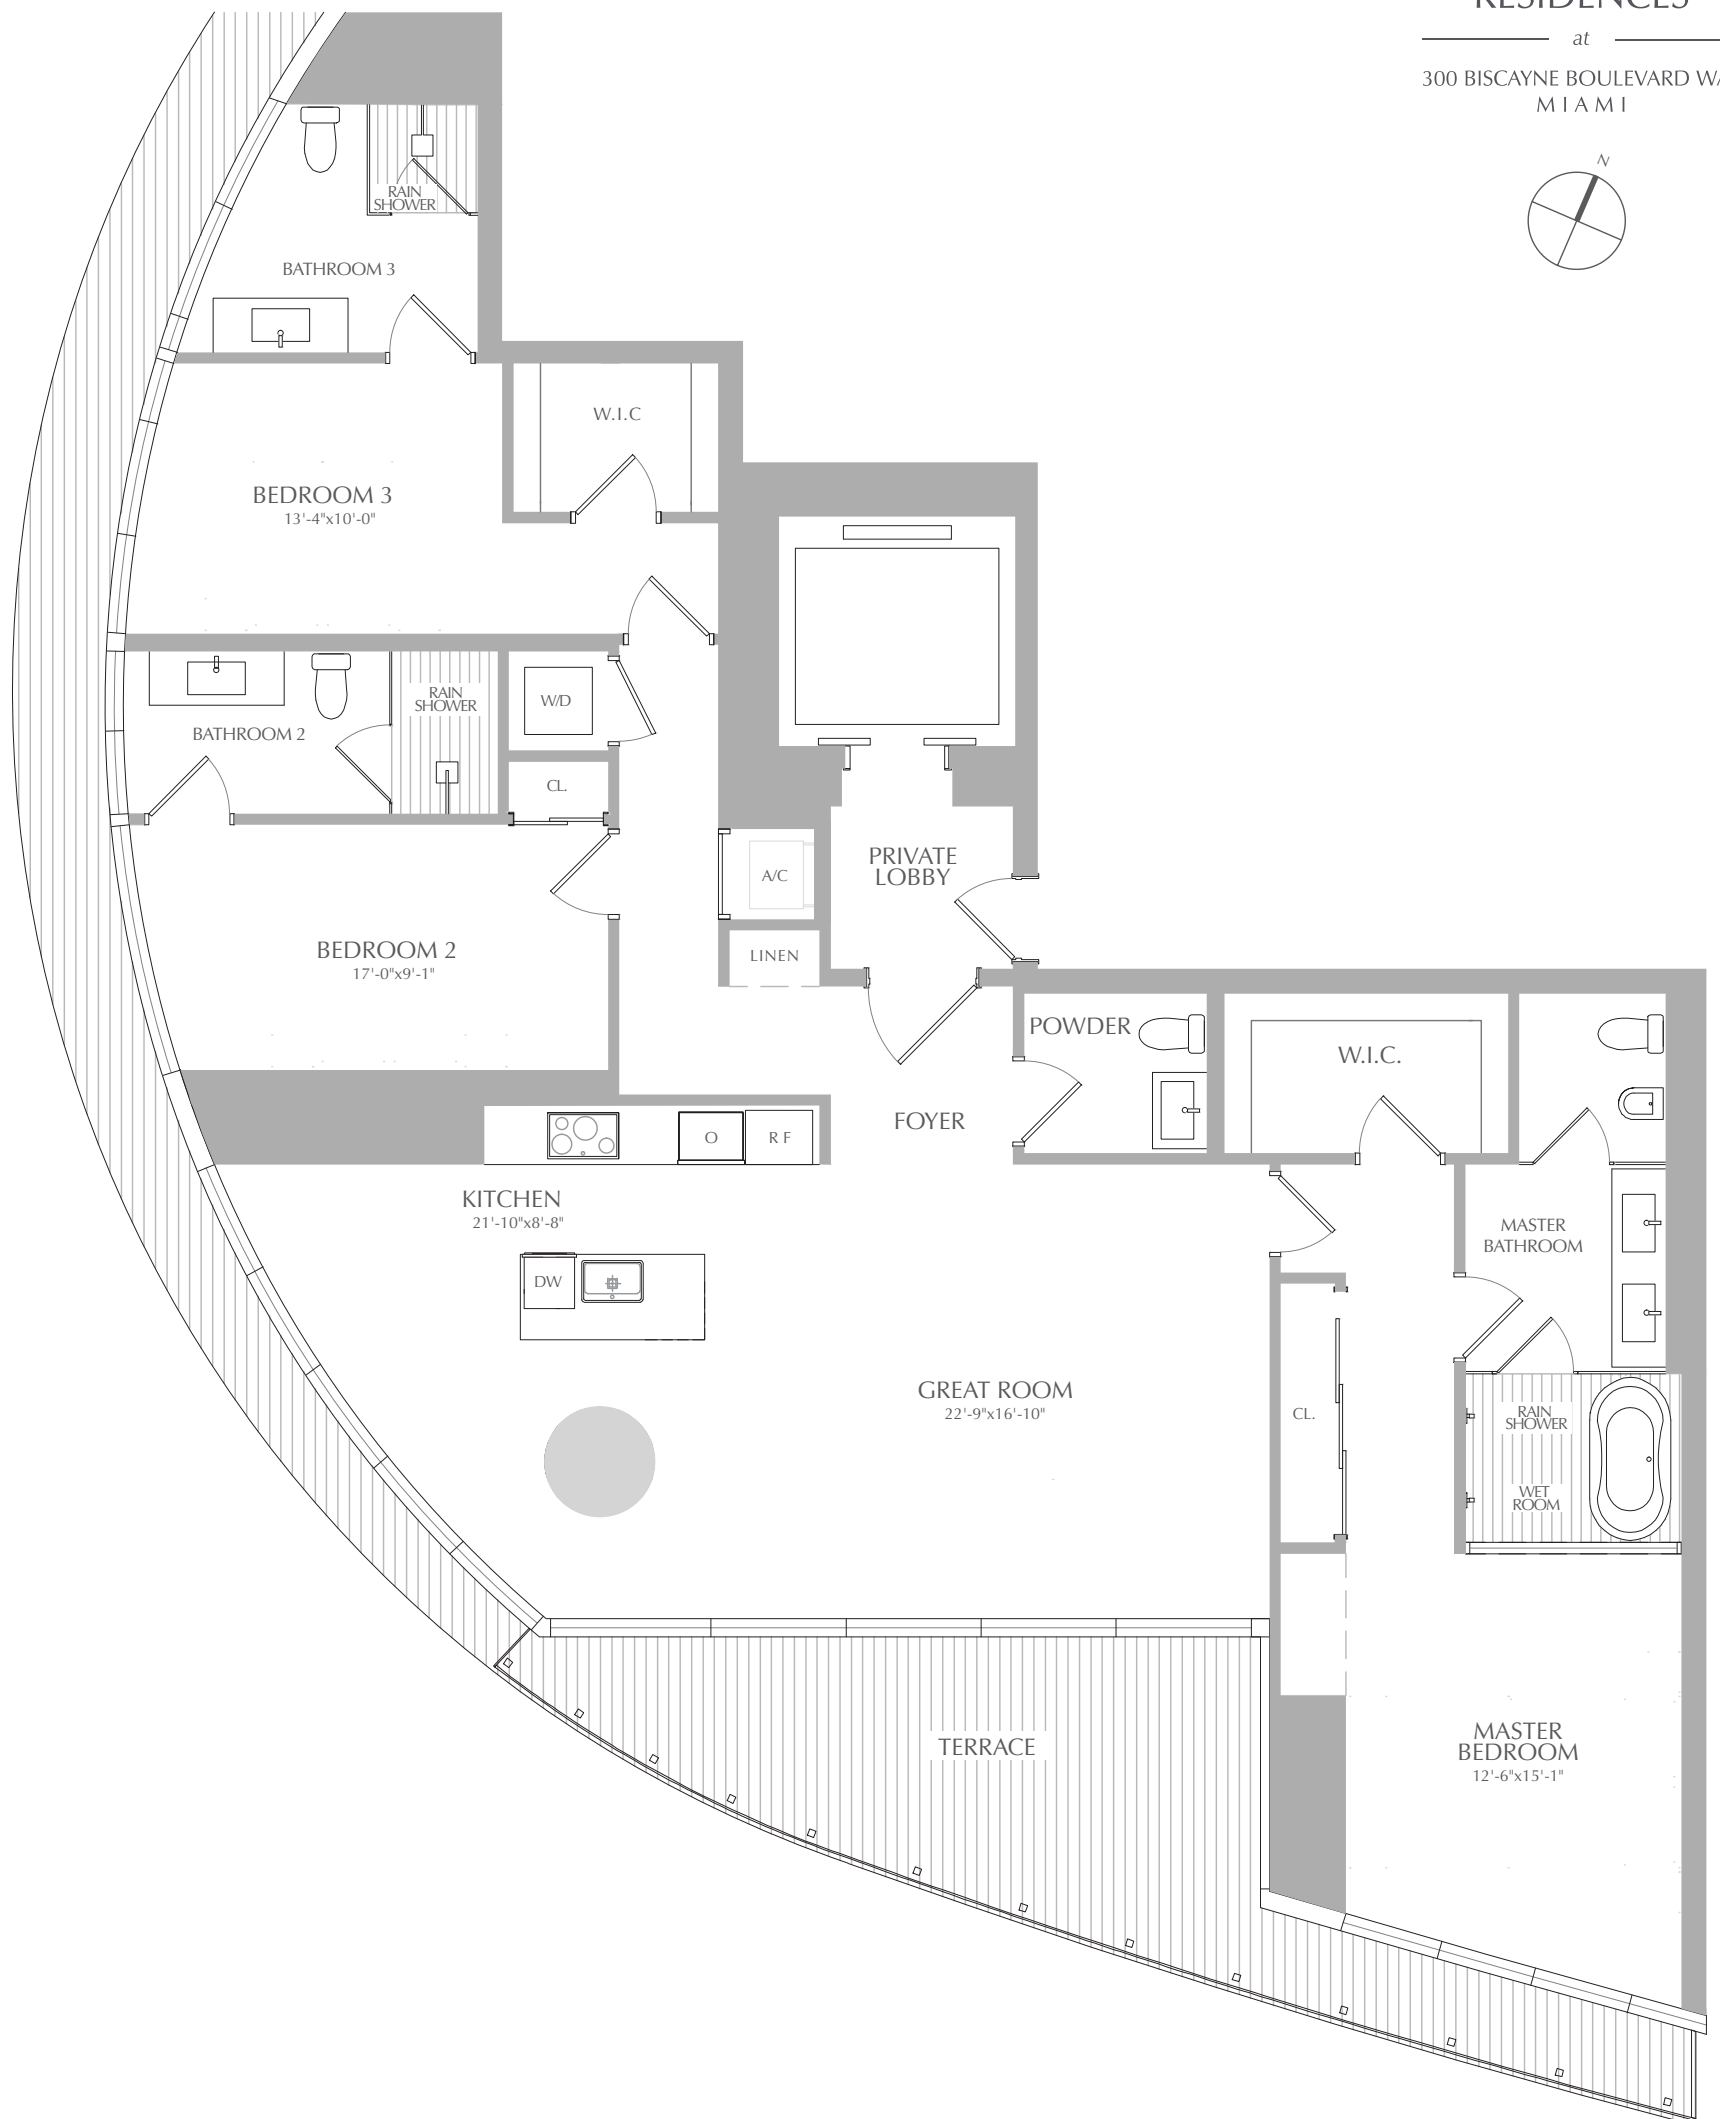 RESIDENCES
at
300 BISCAYNE BOULEVARD WA
MIAMI
N
RAIN
SHOWER
BATHROOM 3
W.I.C
BEDROOM 3
13'-4"x10'-0"
RAIN
SHOWER
W/D
BATHROOM 2
CL.
PRIVATE
LOBBY
A/C
BEDROOM 2
17'-0"x9'-1"
LINEN
POWDER
W.I.C.
FOYER
O
RF
KITCHEN
21'-10"x8'-8"
MASTER
BATHROOM
DW
GREAT ROOM
22'-9"x16'-10"
CL.
RAIN
SHOWER
WET
ROOM
TERRACE
MASTER
BEDROOM
12'-6"x15'-1"